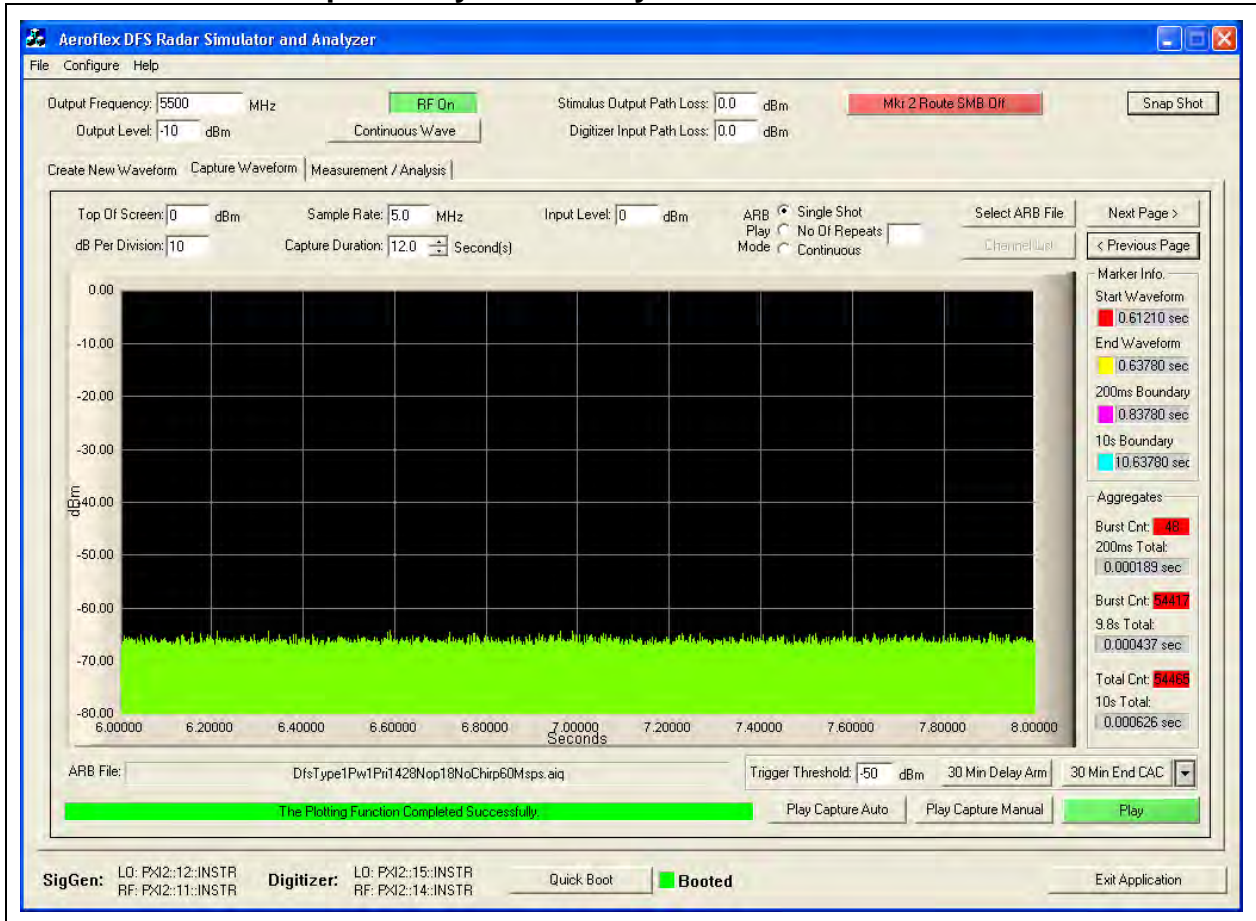 Aeroflex DFS Radar Simulator and Analyzer
File Configure Help
Output Frequency: 5500 MHz RF On Stimulus Output Path Loss: 0.0 dBm Mkr 2 Route SMB Off Snap Shot
Output Level: -10 dBm Continuous Wave Digitizer Input Path Loss: 0.0 dBm
Create New Waveform Capture Waveform Measurement / Analysis
Top Of Screen: 0 dBm Sample Rate: 5.0 MHz Input Level: 0 dBm ARB Play Mode Single Shot Select ARB File Next Page >
No Of Repeats
dB Per Division: 10 Capture Duration: 12.0 Second(s) Continuous Channel List < Previous Page
Marker Info.
Start Waveform
0.61210 sec
End Waveform
0.63780 sec
200ms Boundary
0.83780 sec
10s Boundary
10.63780 sec
Aggregates
Burst Cnt: 48
200ms Total:
0.000189 sec
Burst Cnt: 54417
9.8s Total:
0.000437 sec
Total Cnt: 54465
10s Total:
0.000626 sec
0.00
-10.00
-20.00
-30.00
-40.00
-50.00
-60.00
-70.00
-80.00
dBm
6.00000 6.20000 6.40000 6.60000 6.80000 7.00000 7.20000 7.40000 7.60000 7.80000 8.00000
Seconds
ARB File: DfsType1Pw1Pri1428Nop18NoChirp60Msps.aiq Trigger Threshold: -50 dBm 30 Min Delay Arm 30 Min End CAC
The Plotting Function Completed Successfully. Play Capture Auto Play Capture Manual Play
SigGen: LO: PXI2::12::INSTR Digitizer: LO: PXI2::15::INSTR Quick Boot Booted Exit Application
RF: PXI2::11::INSTR RF: PXI2::14::INSTR